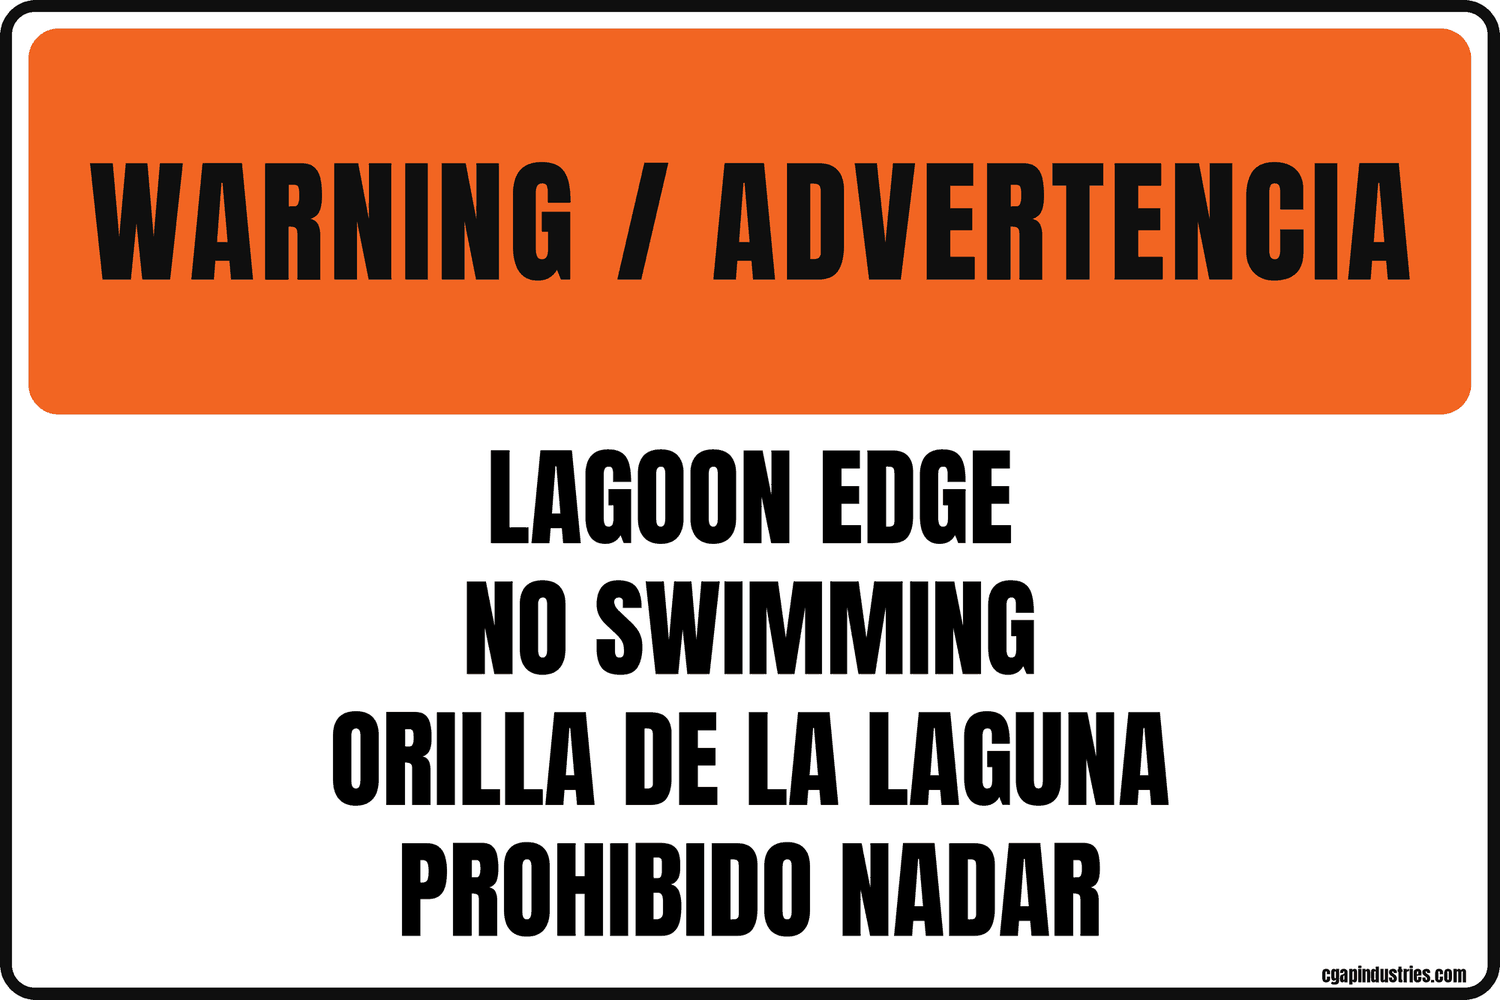 WARNING / ADVERTENCIA
LAGOON EDGE
NO SWIMMING
ORILLA DE LA LAGUNA
PROHIBIDO NADAR
cgapindustries.com